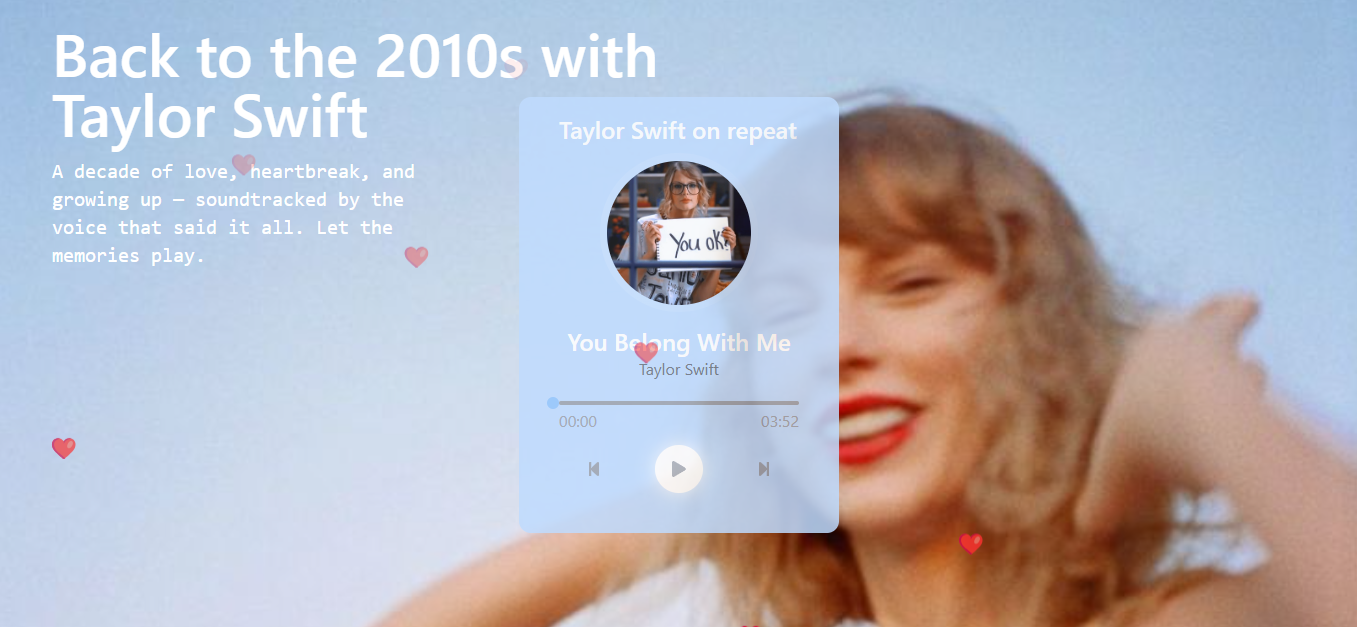 Back to the 2010s with
Taylor Swift
A decade of love, heartbreak, and
growing up — soundtracked by the
voice that said it all. Let the
memories play.
Taylor Swift on repeat
You ok?
You Belong With Me
Taylor Swift
00:00 03:52